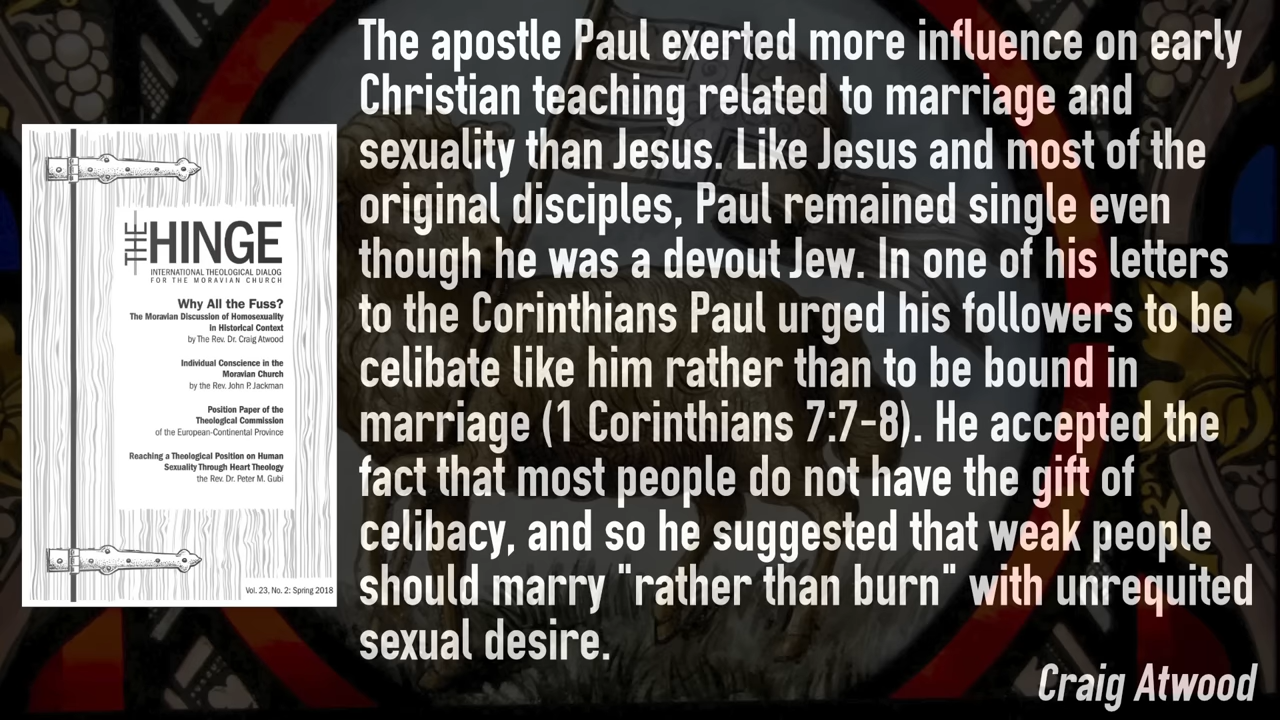 THE HINGE
INTERNATIONAL THEOLOGICAL DIALOG
FOR THE MORAVIAN CHURCH
Why All the Fuss?
The Moravian Discussion of Homosexuality
in Historical Context
by The Rev. Dr. Craig Atwood
Individual Conscience in the
Moravian Church
by the Rev. John P. Jackman
Position Paper of the
Theological Commission
of the European-Continental Province
Reaching a Theological Position on Human
Sexuality Through Heart Theology
the Rev. Dr. Peter M. Gubi
Vol. 23, No. 2: Spring 2018
The apostle Paul exerted more influence on early
Christian teaching related to marriage and
sexuality than Jesus. Like Jesus and most of the
original disciples, Paul remained single even
though he was a devout Jew. In one of his letters
to the Corinthians Paul urged his followers to be
celibate like him rather than to be bound in
marriage (1 Corinthians 7:7-8). He accepted the
fact that most people do not have the gift of
celibacy, and so he suggested that weak people
should marry "rather than burn" with unrequited
sexual desire.
Craig Atwood